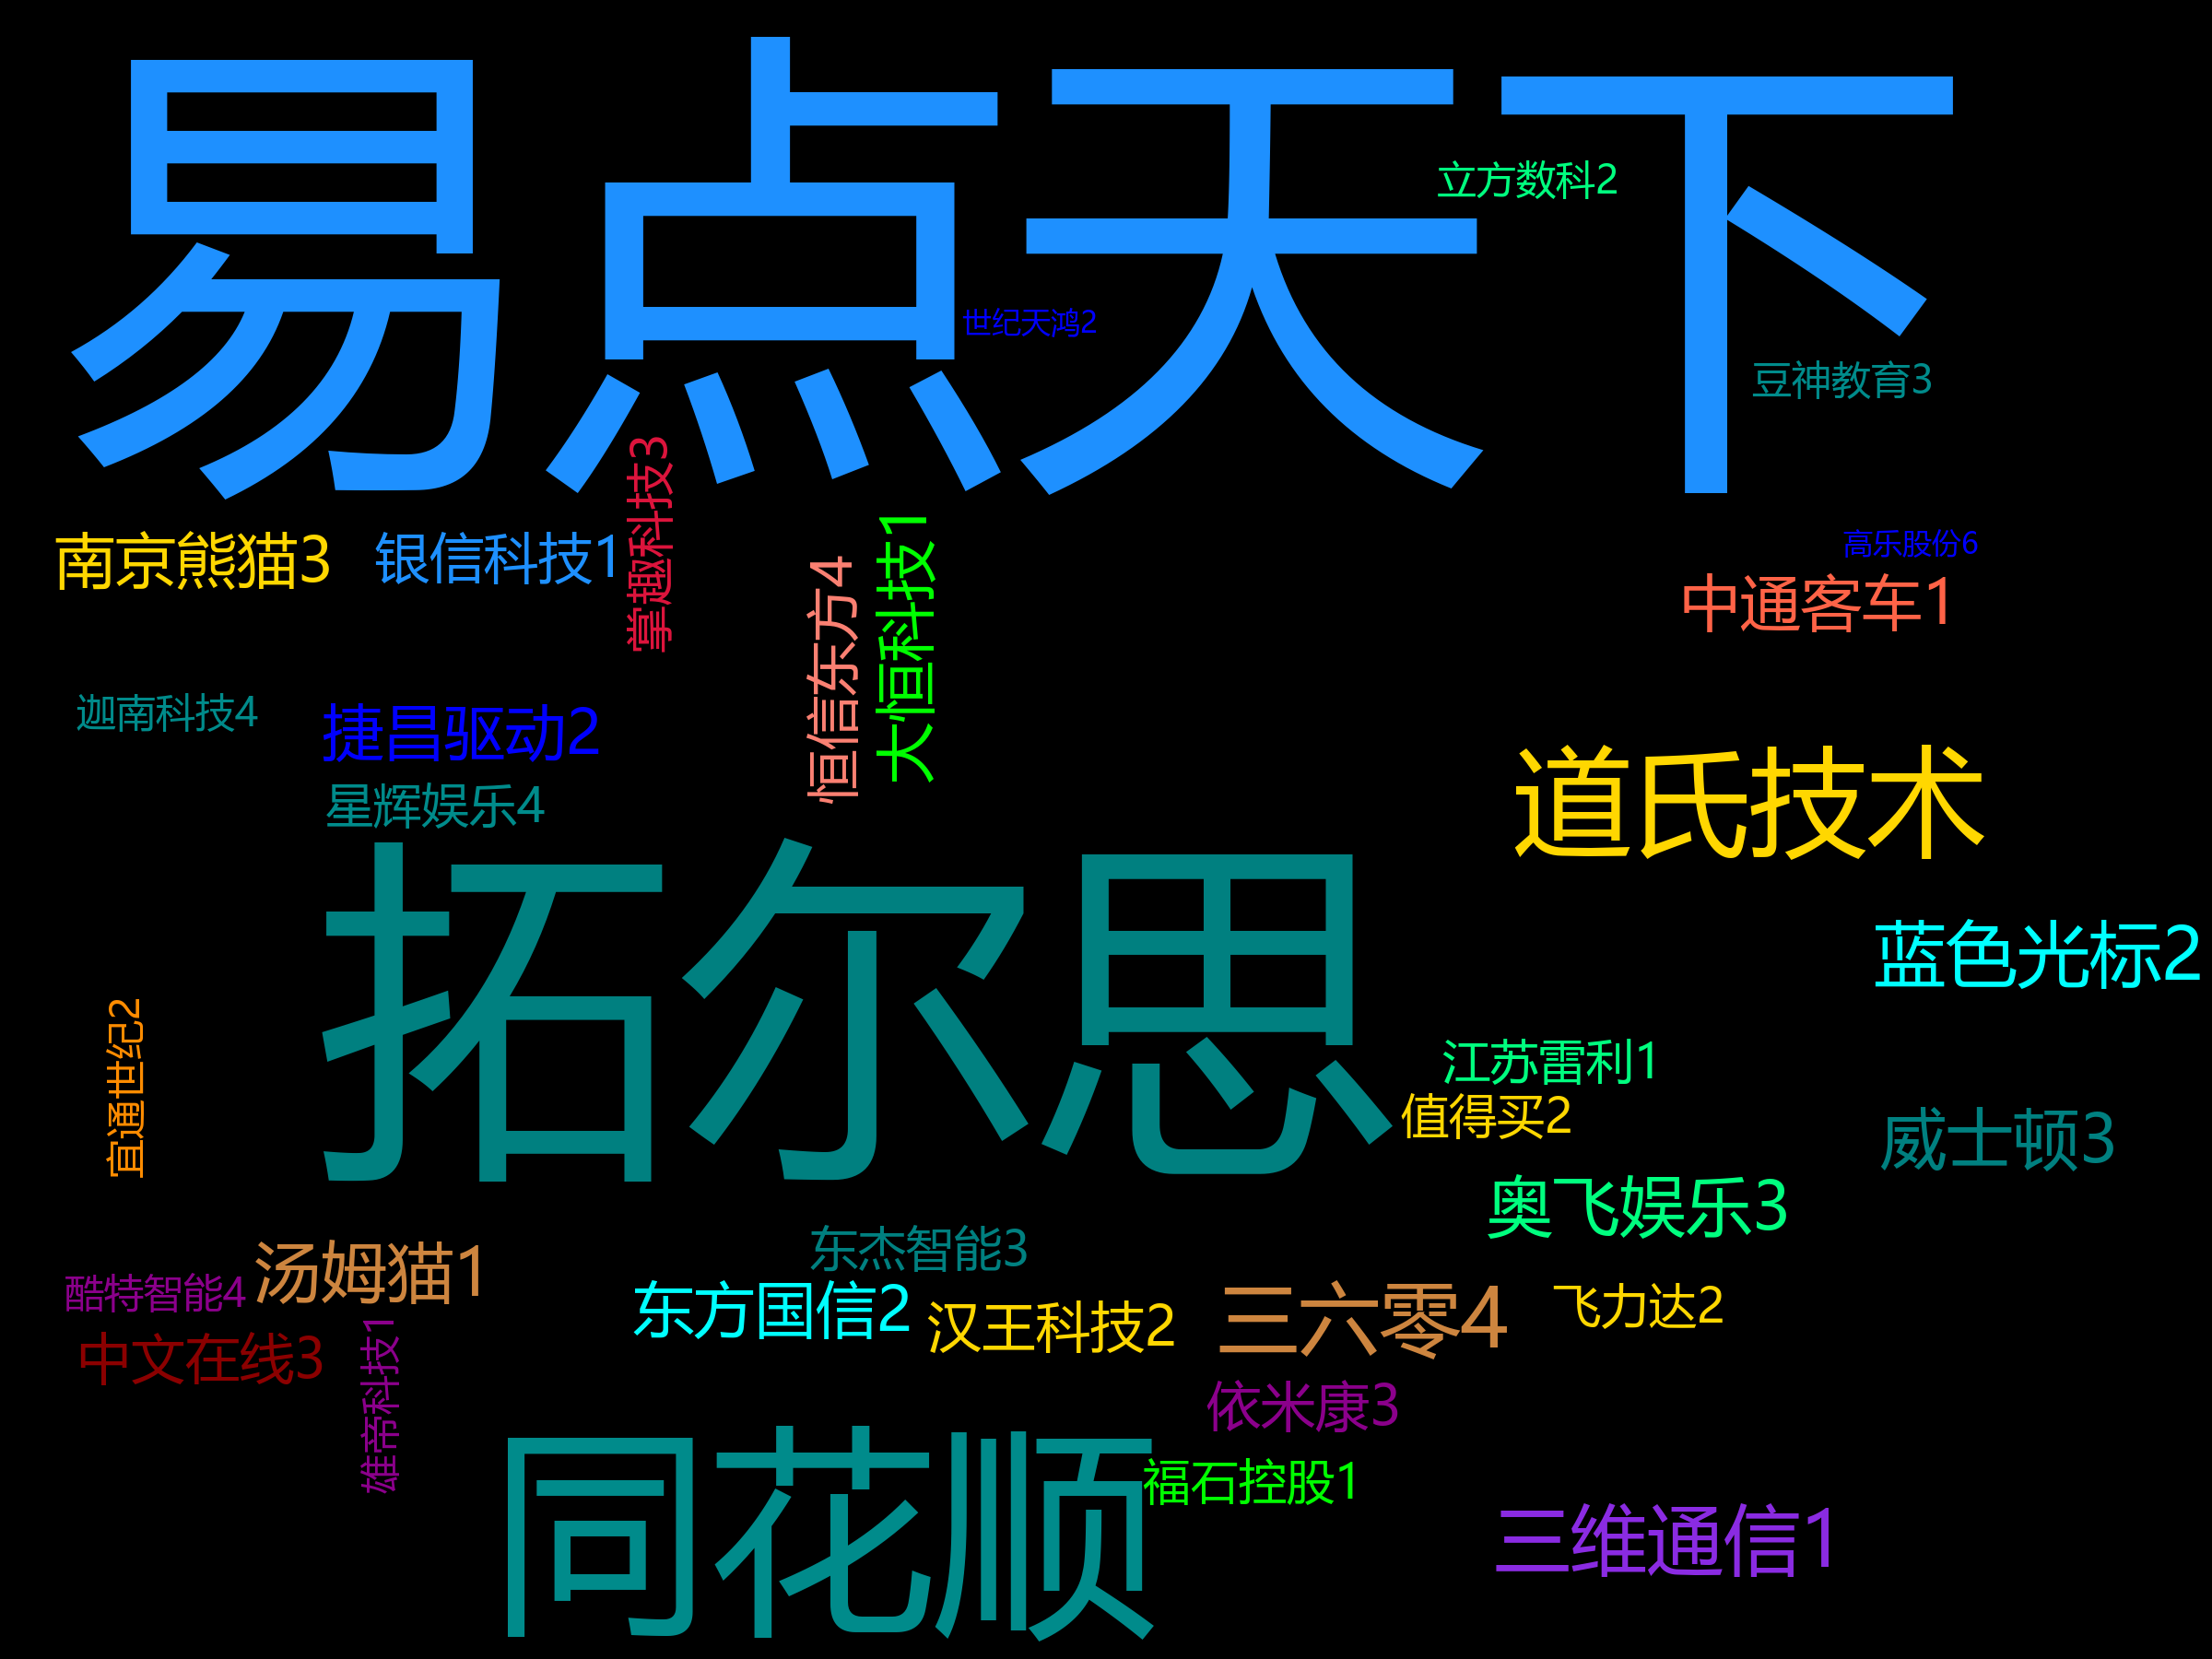 易点天下
立方数科2
世纪天鸿2
豆神教育3
掌趣科技3
南京熊猫3
银信科技1
恒信东方4
大恒科技1
高乐股份6
中通客车1
迦南科技4
捷昌驱动2
星辉娱乐4
道氏技术
拓尔思
蓝色光标2
宜通世纪2
江苏雷利1
值得买2
威士顿3
奥飞娱乐3
东杰智能3
汤姆猫1
酷特智能4
东方国信2
汉王科技2
三六零4
飞力达2
中文在线3
雄帝科技1
依米康3
同花顺
福石控股1
三维通信1